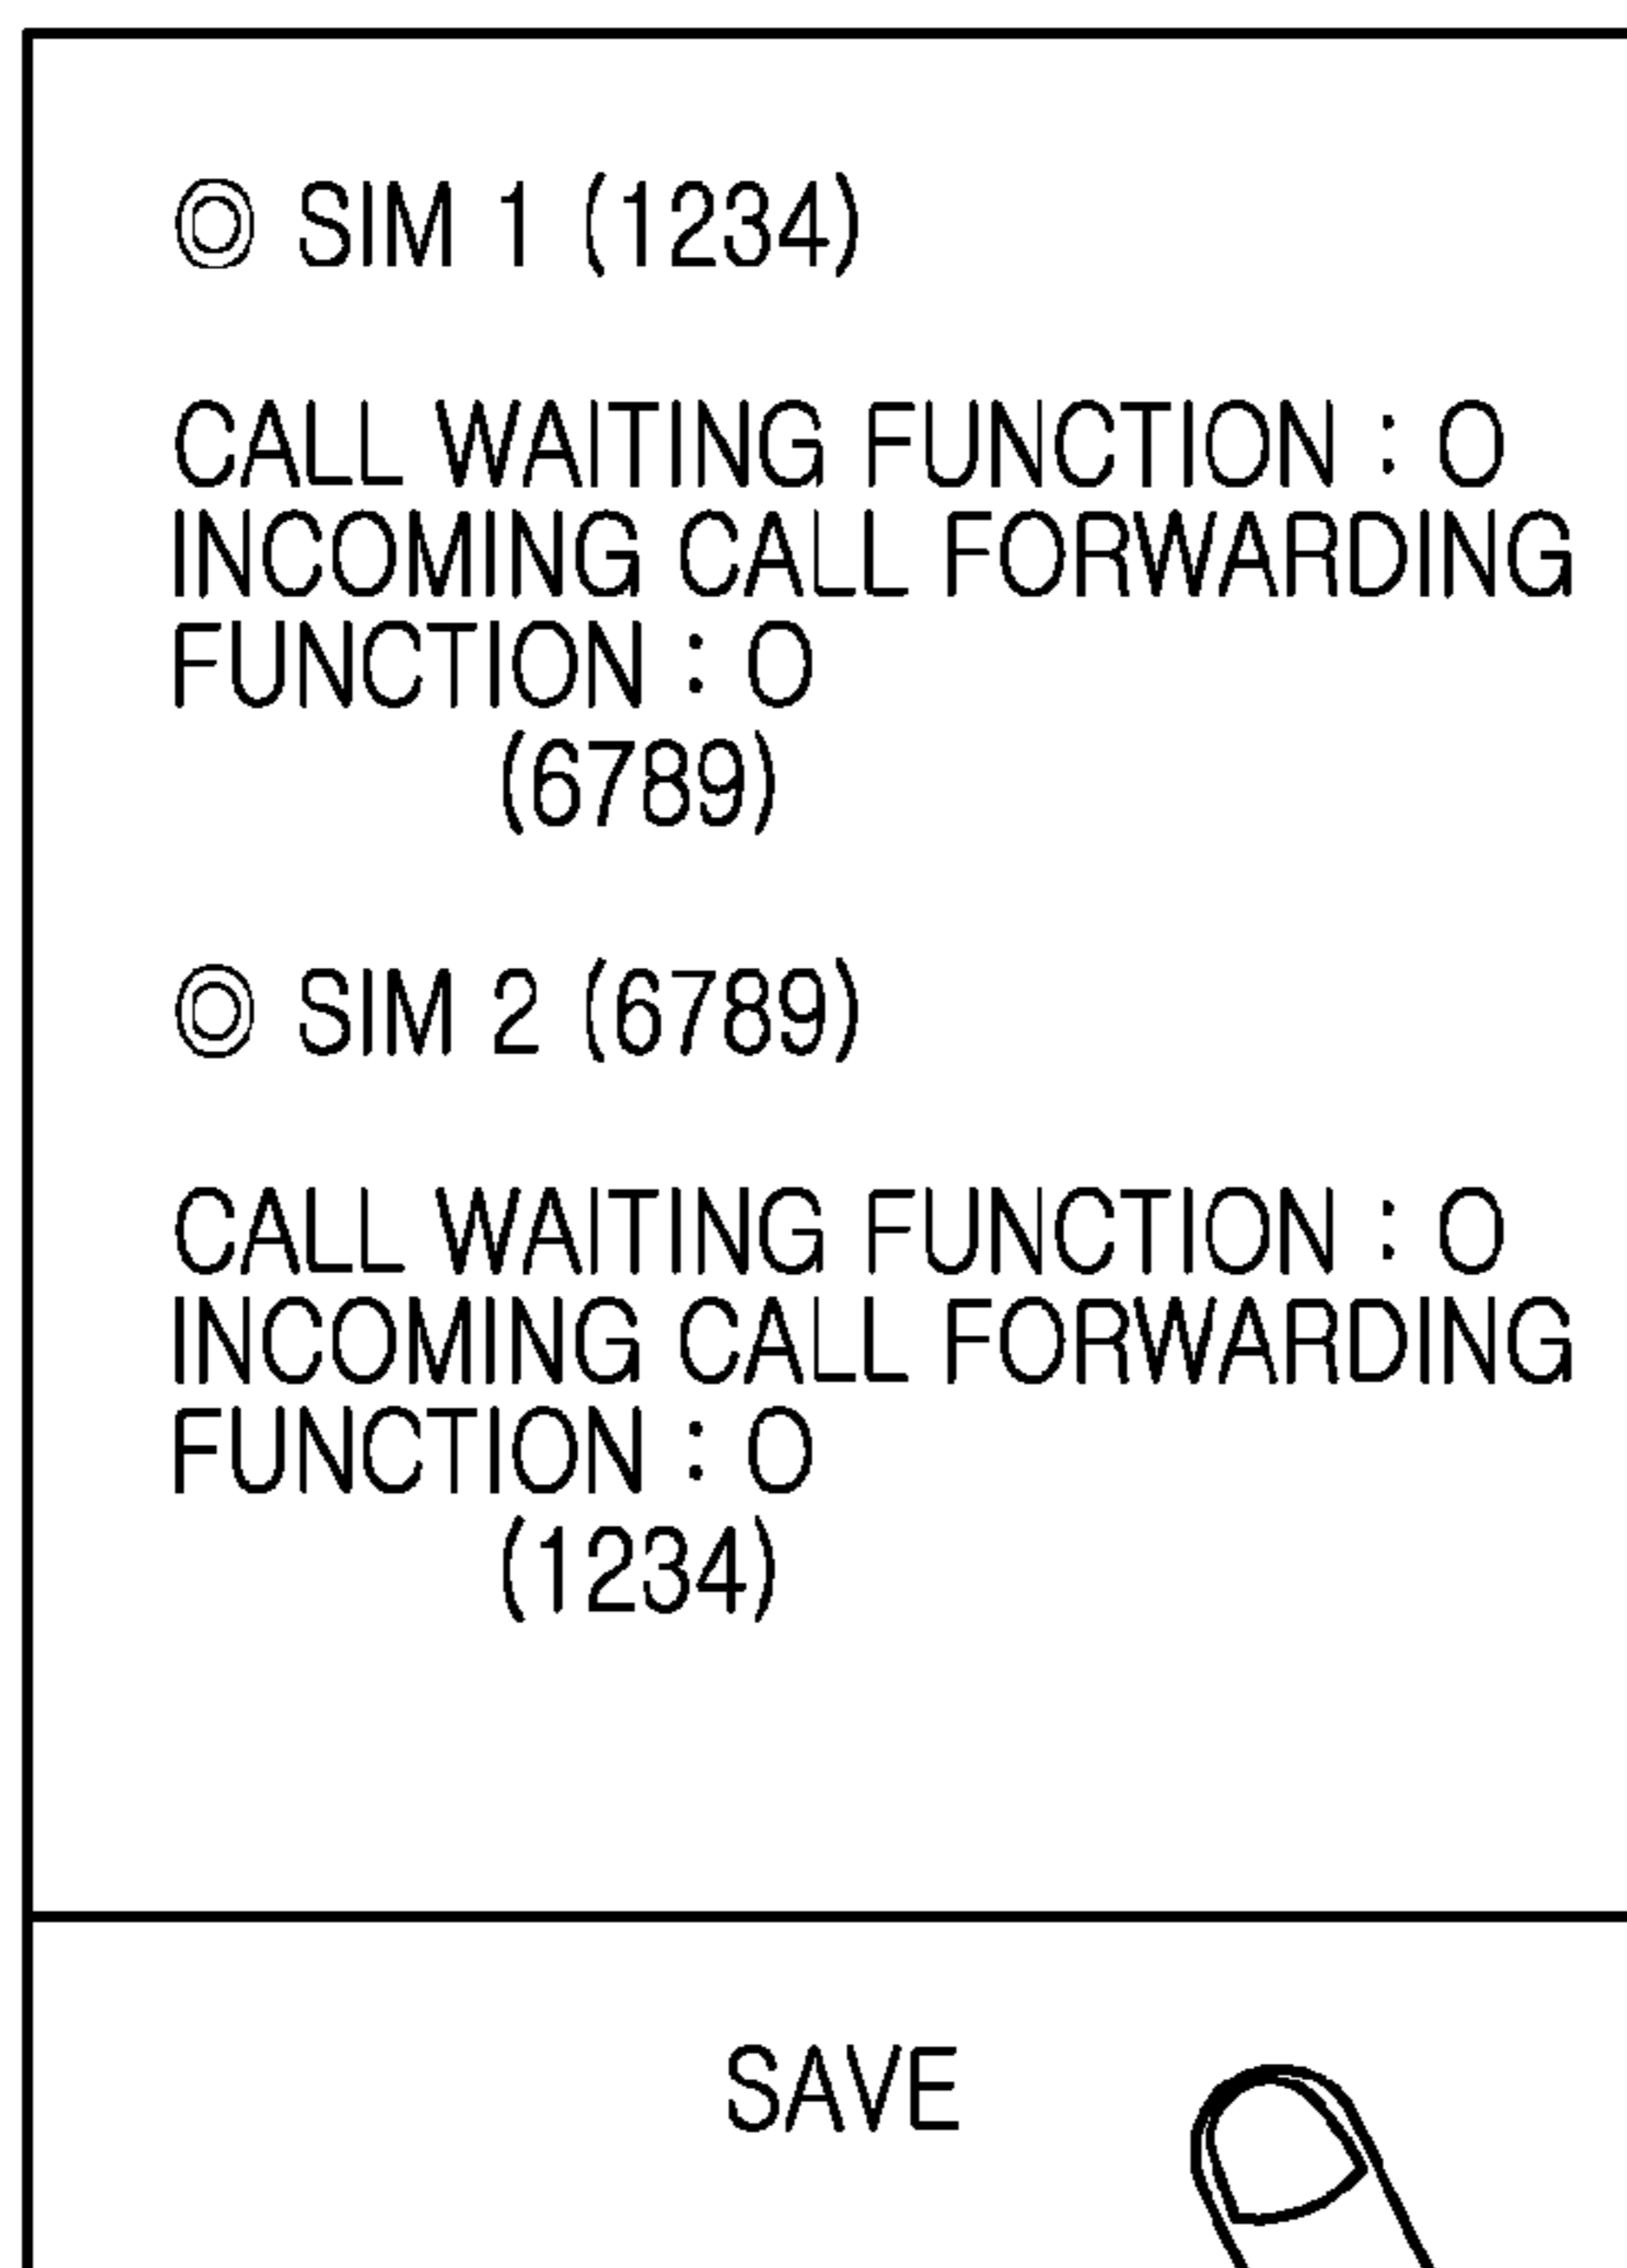 ◎ SIM 1 (1234)
CALL WAITING FUNCTION : O
INCOMING CALL FORWARDING
FUNCTION : O
(6789)
◎ SIM 2 (6789)
CALL WAITING FUNCTION : O
INCOMING CALL FORWARDING
FUNCTION : O
(1234)
SAVE